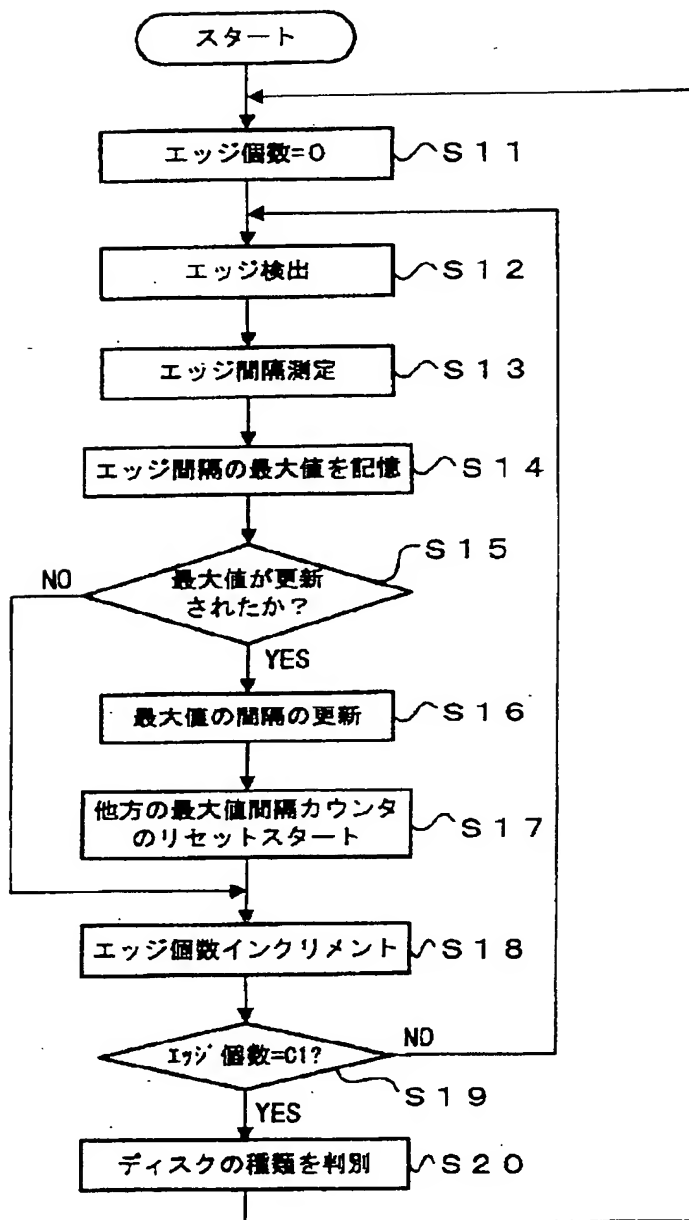 スタート
エッジ個数=0
S11
エッジ検出
S12
エッジ間隔測定
S13
エッジ間隔の最大値を記憶
S14
最大値が更新
されたか？
S15
NO
YES
最大値の間隔の更新
S16
他方の最大値間隔カウンタ
のリセットスタート
S17
エッジ個数インクリメント
S18
ｴｯｼﾞ個数=C1?
NO
S19
YES
ディスクの種類を判別
S20